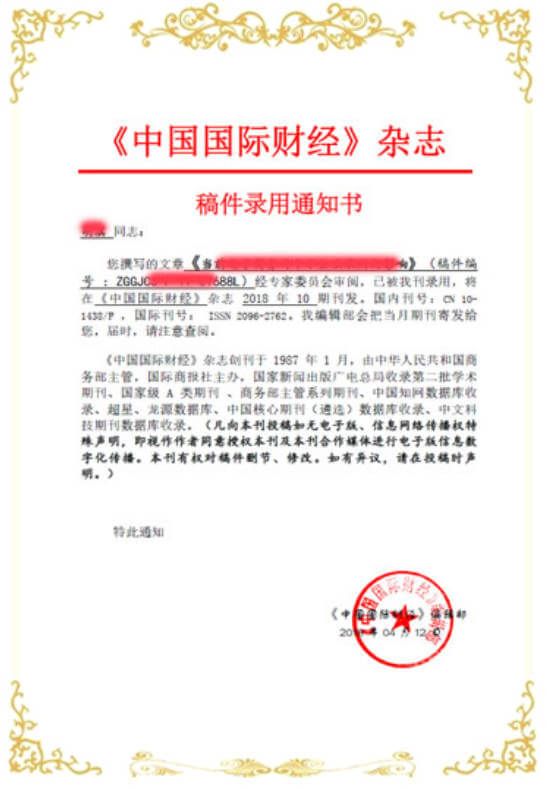 《中国国际财经》杂志
稿件录用通知书
同志：
您撰写的文章《当 响》（稿件编
号：ZGGJC 688L）经专家委员会审阅，已被我刊录用，将
在《中国国际财经》杂志 2018 年 10 期刊发。国内刊号：CN 10-
1438/P，国际刊号： ISSN 2096-2762。我编辑部会把当月期刊寄发给
您，届时，请注意查阅。
《中国国际财经》杂志创刊于 1987 年 1 月，由中华人民共和国商
务部主管，国际商报社主办，国家新闻出版广电总局收录第二批学术
期刊、国家级 A 类期刊 、商务部主管系列期刊、中国知网数据库收
录、超星、龙源数据库、中国核心期刊（遴选）数据库收录、中文科
技期刊数据库收录。（凡向本刊投稿如无电子版、信息网络传播权特
殊声明，即视作作者同意授权本刊及本刊合作媒体进行电子版信息数
字化传播。本刊有权对稿件删节、修改。如有异议，请在投稿时声
明。）
特此通知
《中国国际财经》编辑部
年 04 月 12 日